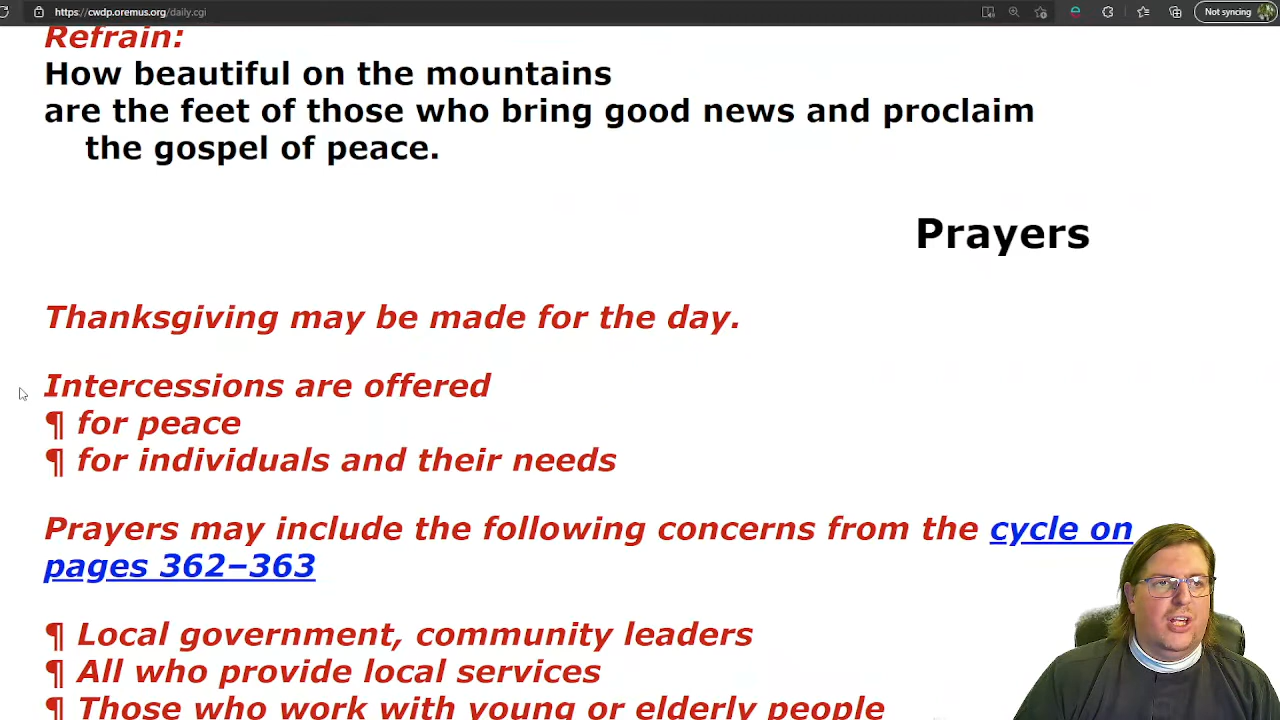 https://cwdp.oremus.org/daily.cgi
Not syncing
Refrain:
How beautiful on the mountains
are the feet of those who bring good news and proclaim
the gospel of peace.
Prayers
Thanksgiving may be made for the day.
Intercessions are offered
¶ for peace
¶ for individuals and their needs
Prayers may include the following concerns from the cycle on
pages 362–363
¶ Local government, community leaders
¶ All who provide local services
¶ Those who work with young or elderly people